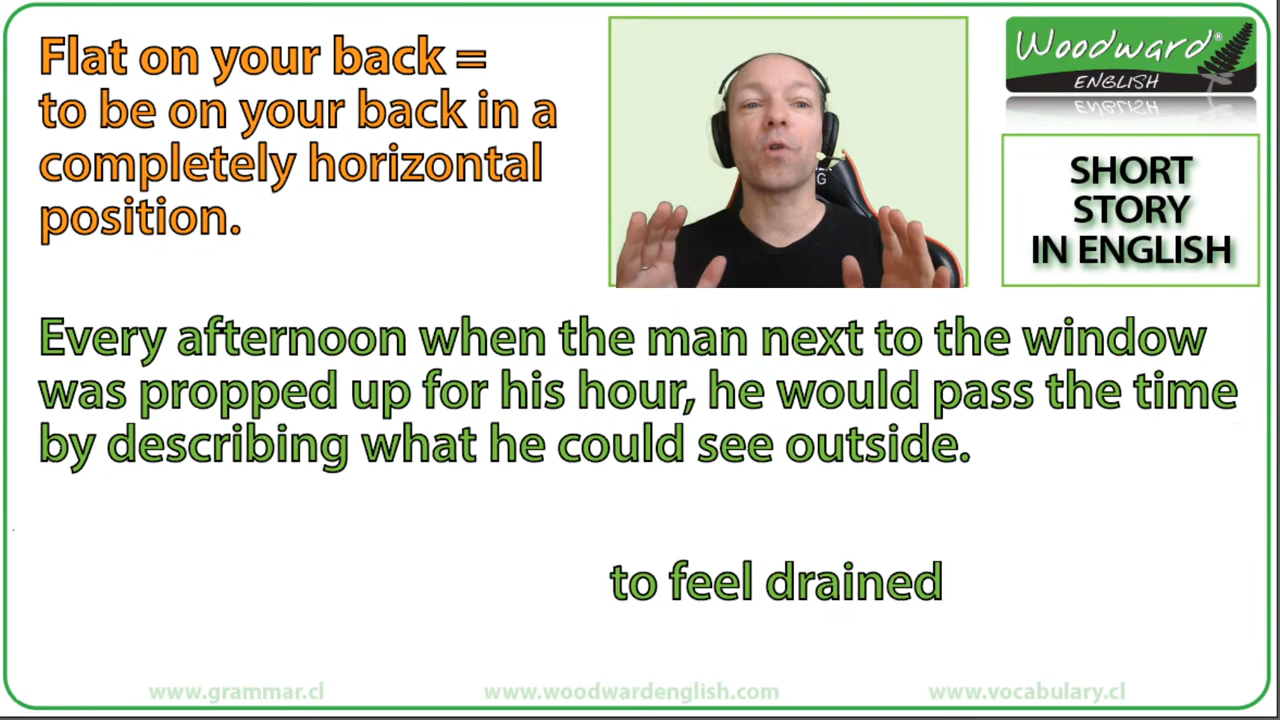 Flat on your back =
to be on your back in a
completely horizontal
position.
Woodward®
ENGLISH
SHORT
STORY
IN ENGLISH
Every afternoon when the man next to the window
was propped up for his hour, he would pass the time
by describing what he could see outside.
to feel drained
www.grammar.cl
www.woodwardenglish.com
www.vocabulary.cl